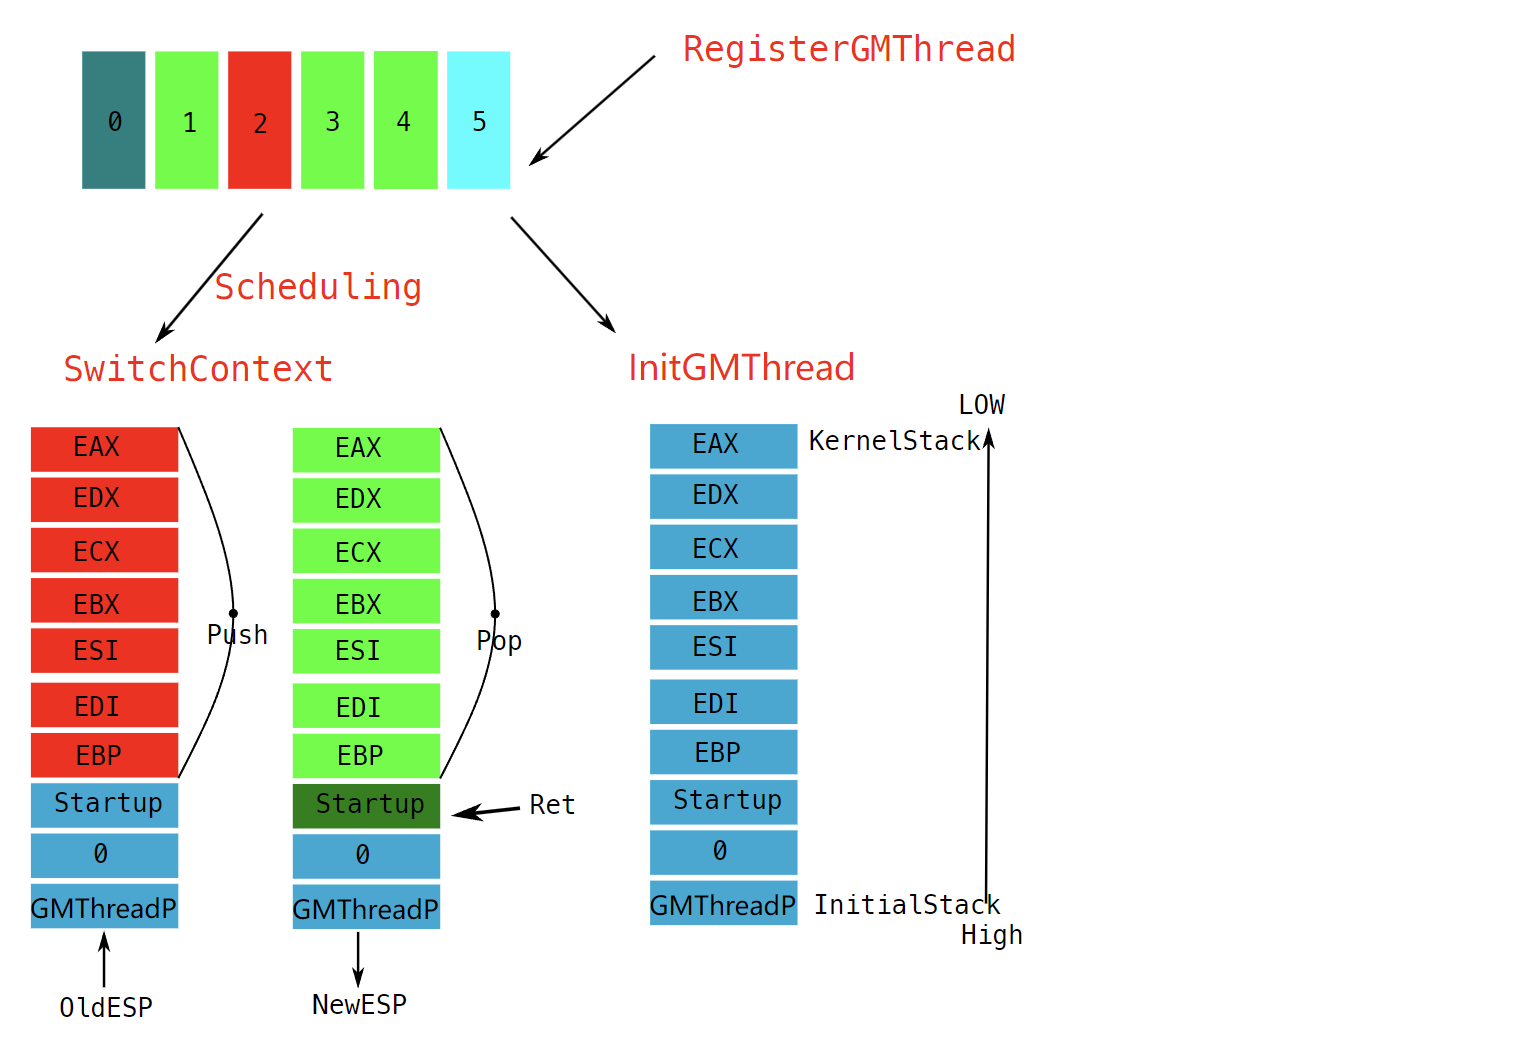 RegisterGMThread
0
1
2
3
4
5
Scheduling
SwitchContext
InitGMThread
EAX
EDX
ECX
EBX
ESI
EDI
EBP
Startup
0
GMThreadP
Push
OldESP
EAX
EDX
ECX
EBX
ESI
EDI
EBP
Startup
0
GMThreadP
Pop
Ret
NewESP
EAX
EDX
ECX
EBX
ESI
EDI
EBP
Startup
0
GMThreadP
LOW
KernelStack
InitialStack
High